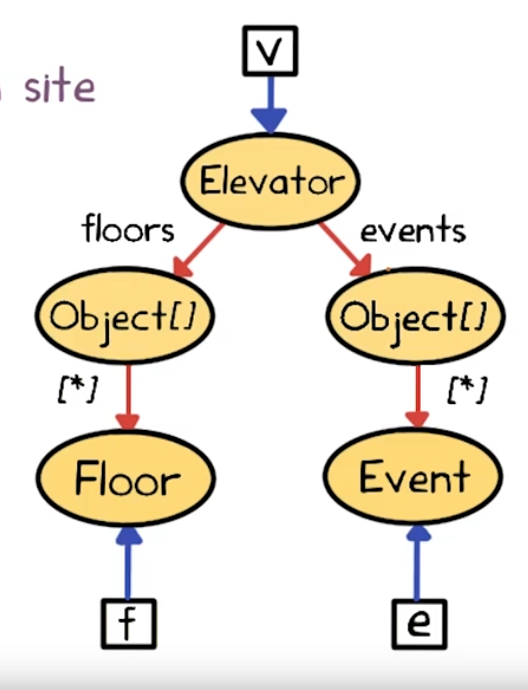 v
site
Elevator
floors events
Object[] Object[]
[*] [*]
Floor Event
f e